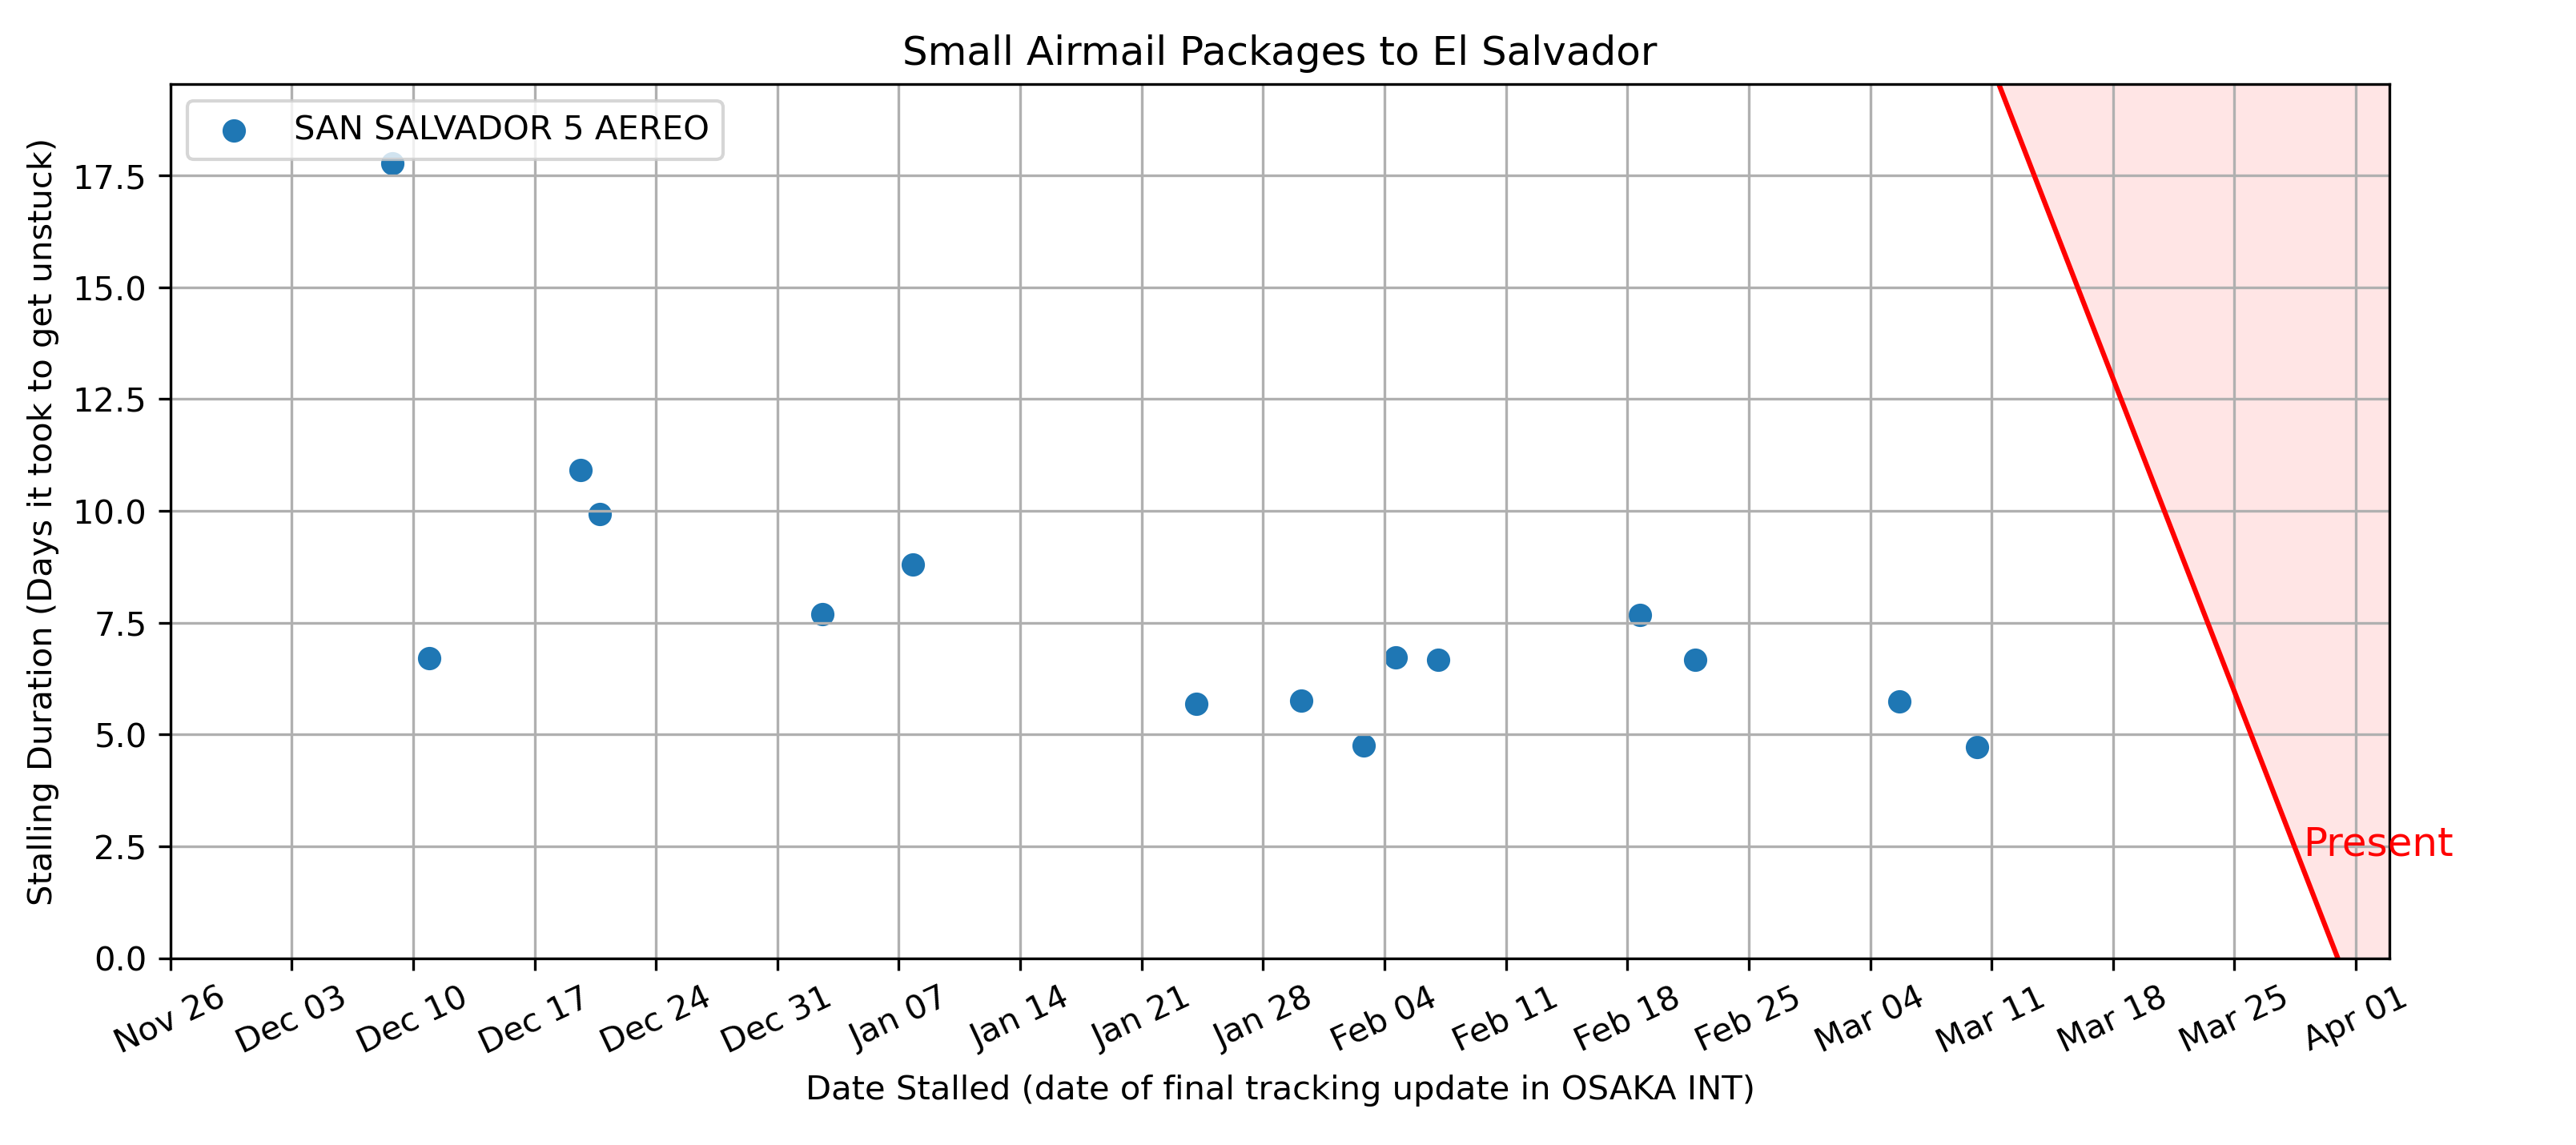 Small Airmail Packages to El Salvador
SAN SALVADOR 5 AEREO
Stalling Duration (Days it took to get unstuck)
17.5
15.0
12.5
10.0
7.5
5.0
2.5
0.0
Present
Nov 26 Dec 03 Dec 10 Dec 17 Dec 24 Dec 31 Jan 07 Jan 14 Jan 21 Jan 28 Feb 04 Feb 11 Feb 18 Feb 25 Mar 04 Mar 11 Mar 18 Mar 25 Apr 01
Date Stalled (date of final tracking update in OSAKA INT)